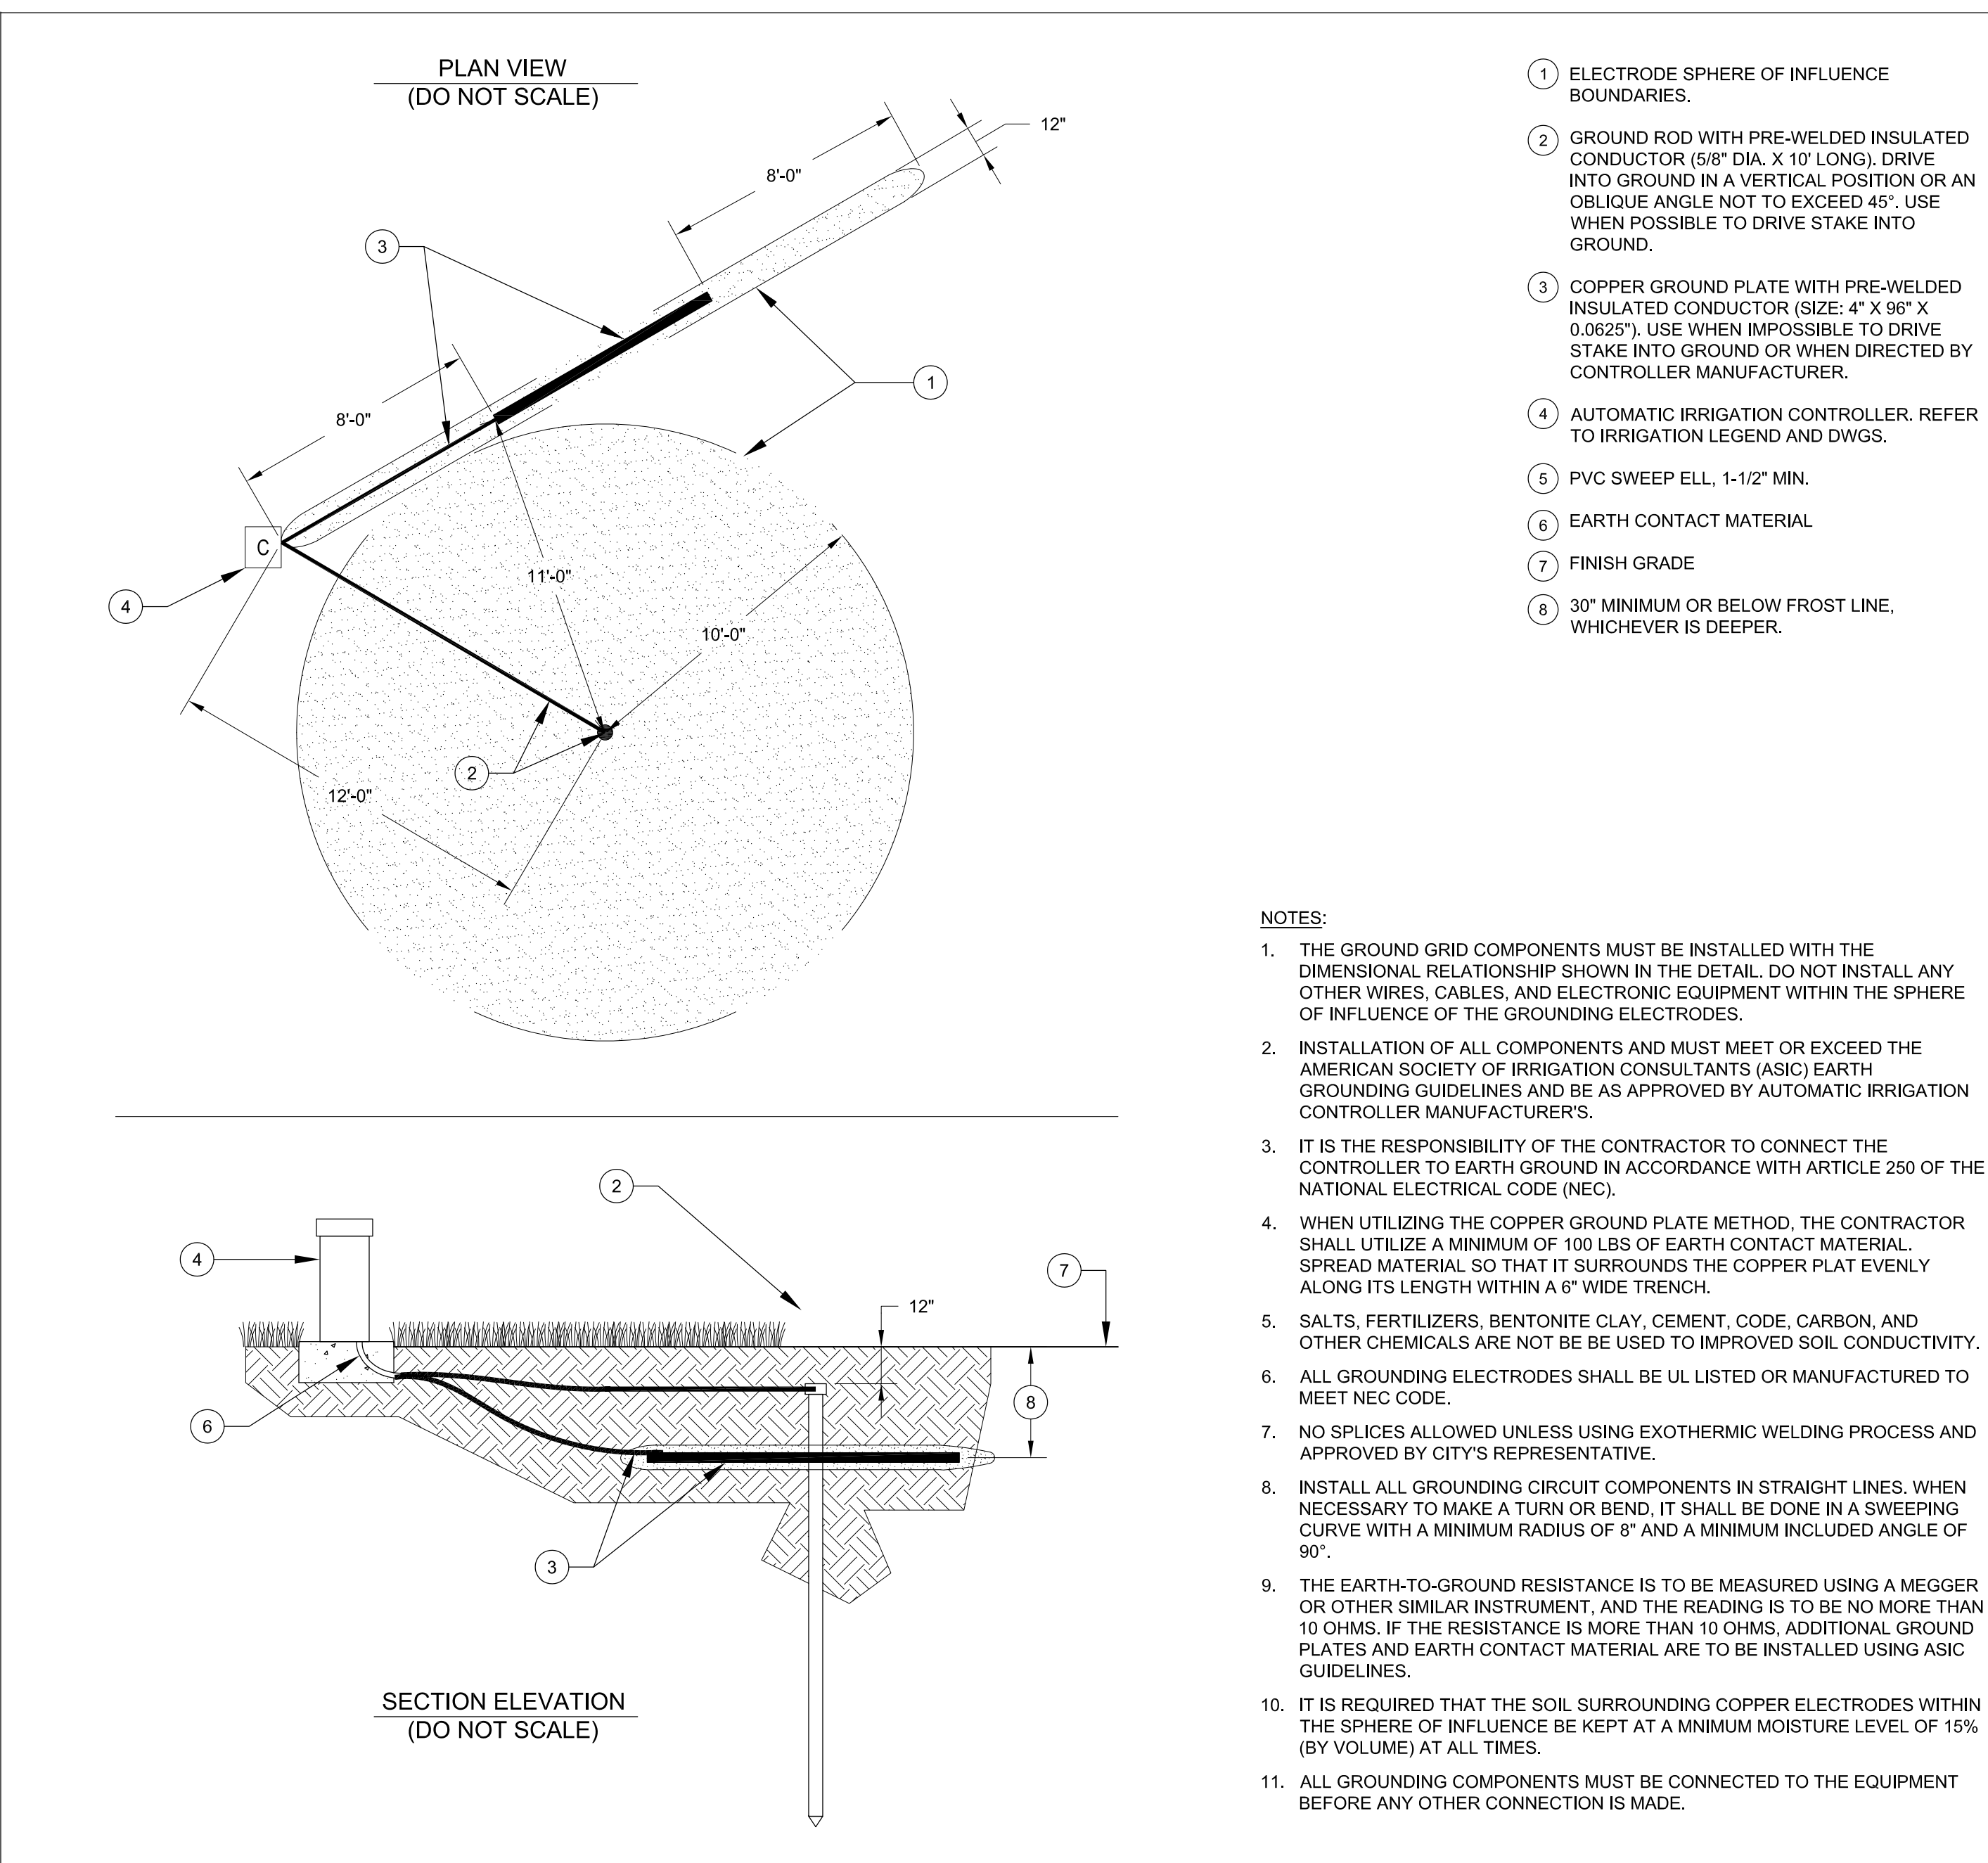 PLAN VIEW
(DO NOT SCALE)
12"
8'-0"
3
1
8'-0"
C
4
11'-0"
10'-0"
2
12'-0"
1 ELECTRODE SPHERE OF INFLUENCE
BOUNDARIES.
2 GROUND ROD WITH PRE-WELDED INSULATED
CONDUCTOR (5/8" DIA. X 10' LONG). DRIVE
INTO GROUND IN A VERTICAL POSITION OR AN
OBLIQUE ANGLE NOT TO EXCEED 45°. USE
WHEN POSSIBLE TO DRIVE STAKE INTO
GROUND.
3 COPPER GROUND PLATE WITH PRE-WELDED
INSULATED CONDUCTOR (SIZE: 4" X 96" X
0.0625"). USE WHEN IMPOSSIBLE TO DRIVE
STAKE INTO GROUND OR WHEN DIRECTED BY
CONTROLLER MANUFACTURER.
4 AUTOMATIC IRRIGATION CONTROLLER. REFER
TO IRRIGATION LEGEND AND DWGS.
5 PVC SWEEP ELL, 1-1/2" MIN.
6 EARTH CONTACT MATERIAL
7 FINISH GRADE
8 30" MINIMUM OR BELOW FROST LINE,
WHICHEVER IS DEEPER.
NOTES:
1. THE GROUND GRID COMPONENTS MUST BE INSTALLED WITH THE
DIMENSIONAL RELATIONSHIP SHOWN IN THE DETAIL. DO NOT INSTALL ANY
OTHER WIRES, CABLES, AND ELECTRONIC EQUIPMENT WITHIN THE SPHERE
OF INFLUENCE OF THE GROUNDING ELECTRODES.
2. INSTALLATION OF ALL COMPONENTS AND MUST MEET OR EXCEED THE
AMERICAN SOCIETY OF IRRIGATION CONSULTANTS (ASIC) EARTH
GROUNDING GUIDELINES AND BE AS APPROVED BY AUTOMATIC IRRIGATION
CONTROLLER MANUFACTURER'S.
3. IT IS THE RESPONSIBILITY OF THE CONTRACTOR TO CONNECT THE
CONTROLLER TO EARTH GROUND IN ACCORDANCE WITH ARTICLE 250 OF THE
NATIONAL ELECTRICAL CODE (NEC).
4. WHEN UTILIZING THE COPPER GROUND PLATE METHOD, THE CONTRACTOR
SHALL UTILIZE A MINIMUM OF 100 LBS OF EARTH CONTACT MATERIAL.
SPREAD MATERIAL SO THAT IT SURROUNDS THE COPPER PLAT EVENLY
ALONG ITS LENGTH WITHIN A 6" WIDE TRENCH.
5. SALTS, FERTILIZERS, BENTONITE CLAY, CEMENT, CODE, CARBON, AND
OTHER CHEMICALS ARE NOT BE BE USED TO IMPROVED SOIL CONDUCTIVITY.
6. ALL GROUNDING ELECTRODES SHALL BE UL LISTED OR MANUFACTURED TO
MEET NEC CODE.
7. NO SPLICES ALLOWED UNLESS USING EXOTHERMIC WELDING PROCESS AND
APPROVED BY CITY'S REPRESENTATIVE.
8. INSTALL ALL GROUNDING CIRCUIT COMPONENTS IN STRAIGHT LINES. WHEN
NECESSARY TO MAKE A TURN OR BEND, IT SHALL BE DONE IN A SWEEPING
CURVE WITH A MINIMUM RADIUS OF 8" AND A MINIMUM INCLUDED ANGLE OF
90°.
9. THE EARTH-TO-GROUND RESISTANCE IS TO BE MEASURED USING A MEGGER
OR OTHER SIMILAR INSTRUMENT, AND THE READING IS TO BE NO MORE THAN
10 OHMS. IF THE RESISTANCE IS MORE THAN 10 OHMS, ADDITIONAL GROUND
PLATES AND EARTH CONTACT MATERIAL ARE TO BE INSTALLED USING ASIC
GUIDELINES.
10. IT IS REQUIRED THAT THE SOIL SURROUNDING COPPER ELECTRODES WITHIN
THE SPHERE OF INFLUENCE BE KEPT AT A MNIMUM MOISTURE LEVEL OF 15%
(BY VOLUME) AT ALL TIMES.
11. ALL GROUNDING COMPONENTS MUST BE CONNECTED TO THE EQUIPMENT
BEFORE ANY OTHER CONNECTION IS MADE.
2
4
7
12"
8
6
3
SECTION ELEVATION
(DO NOT SCALE)